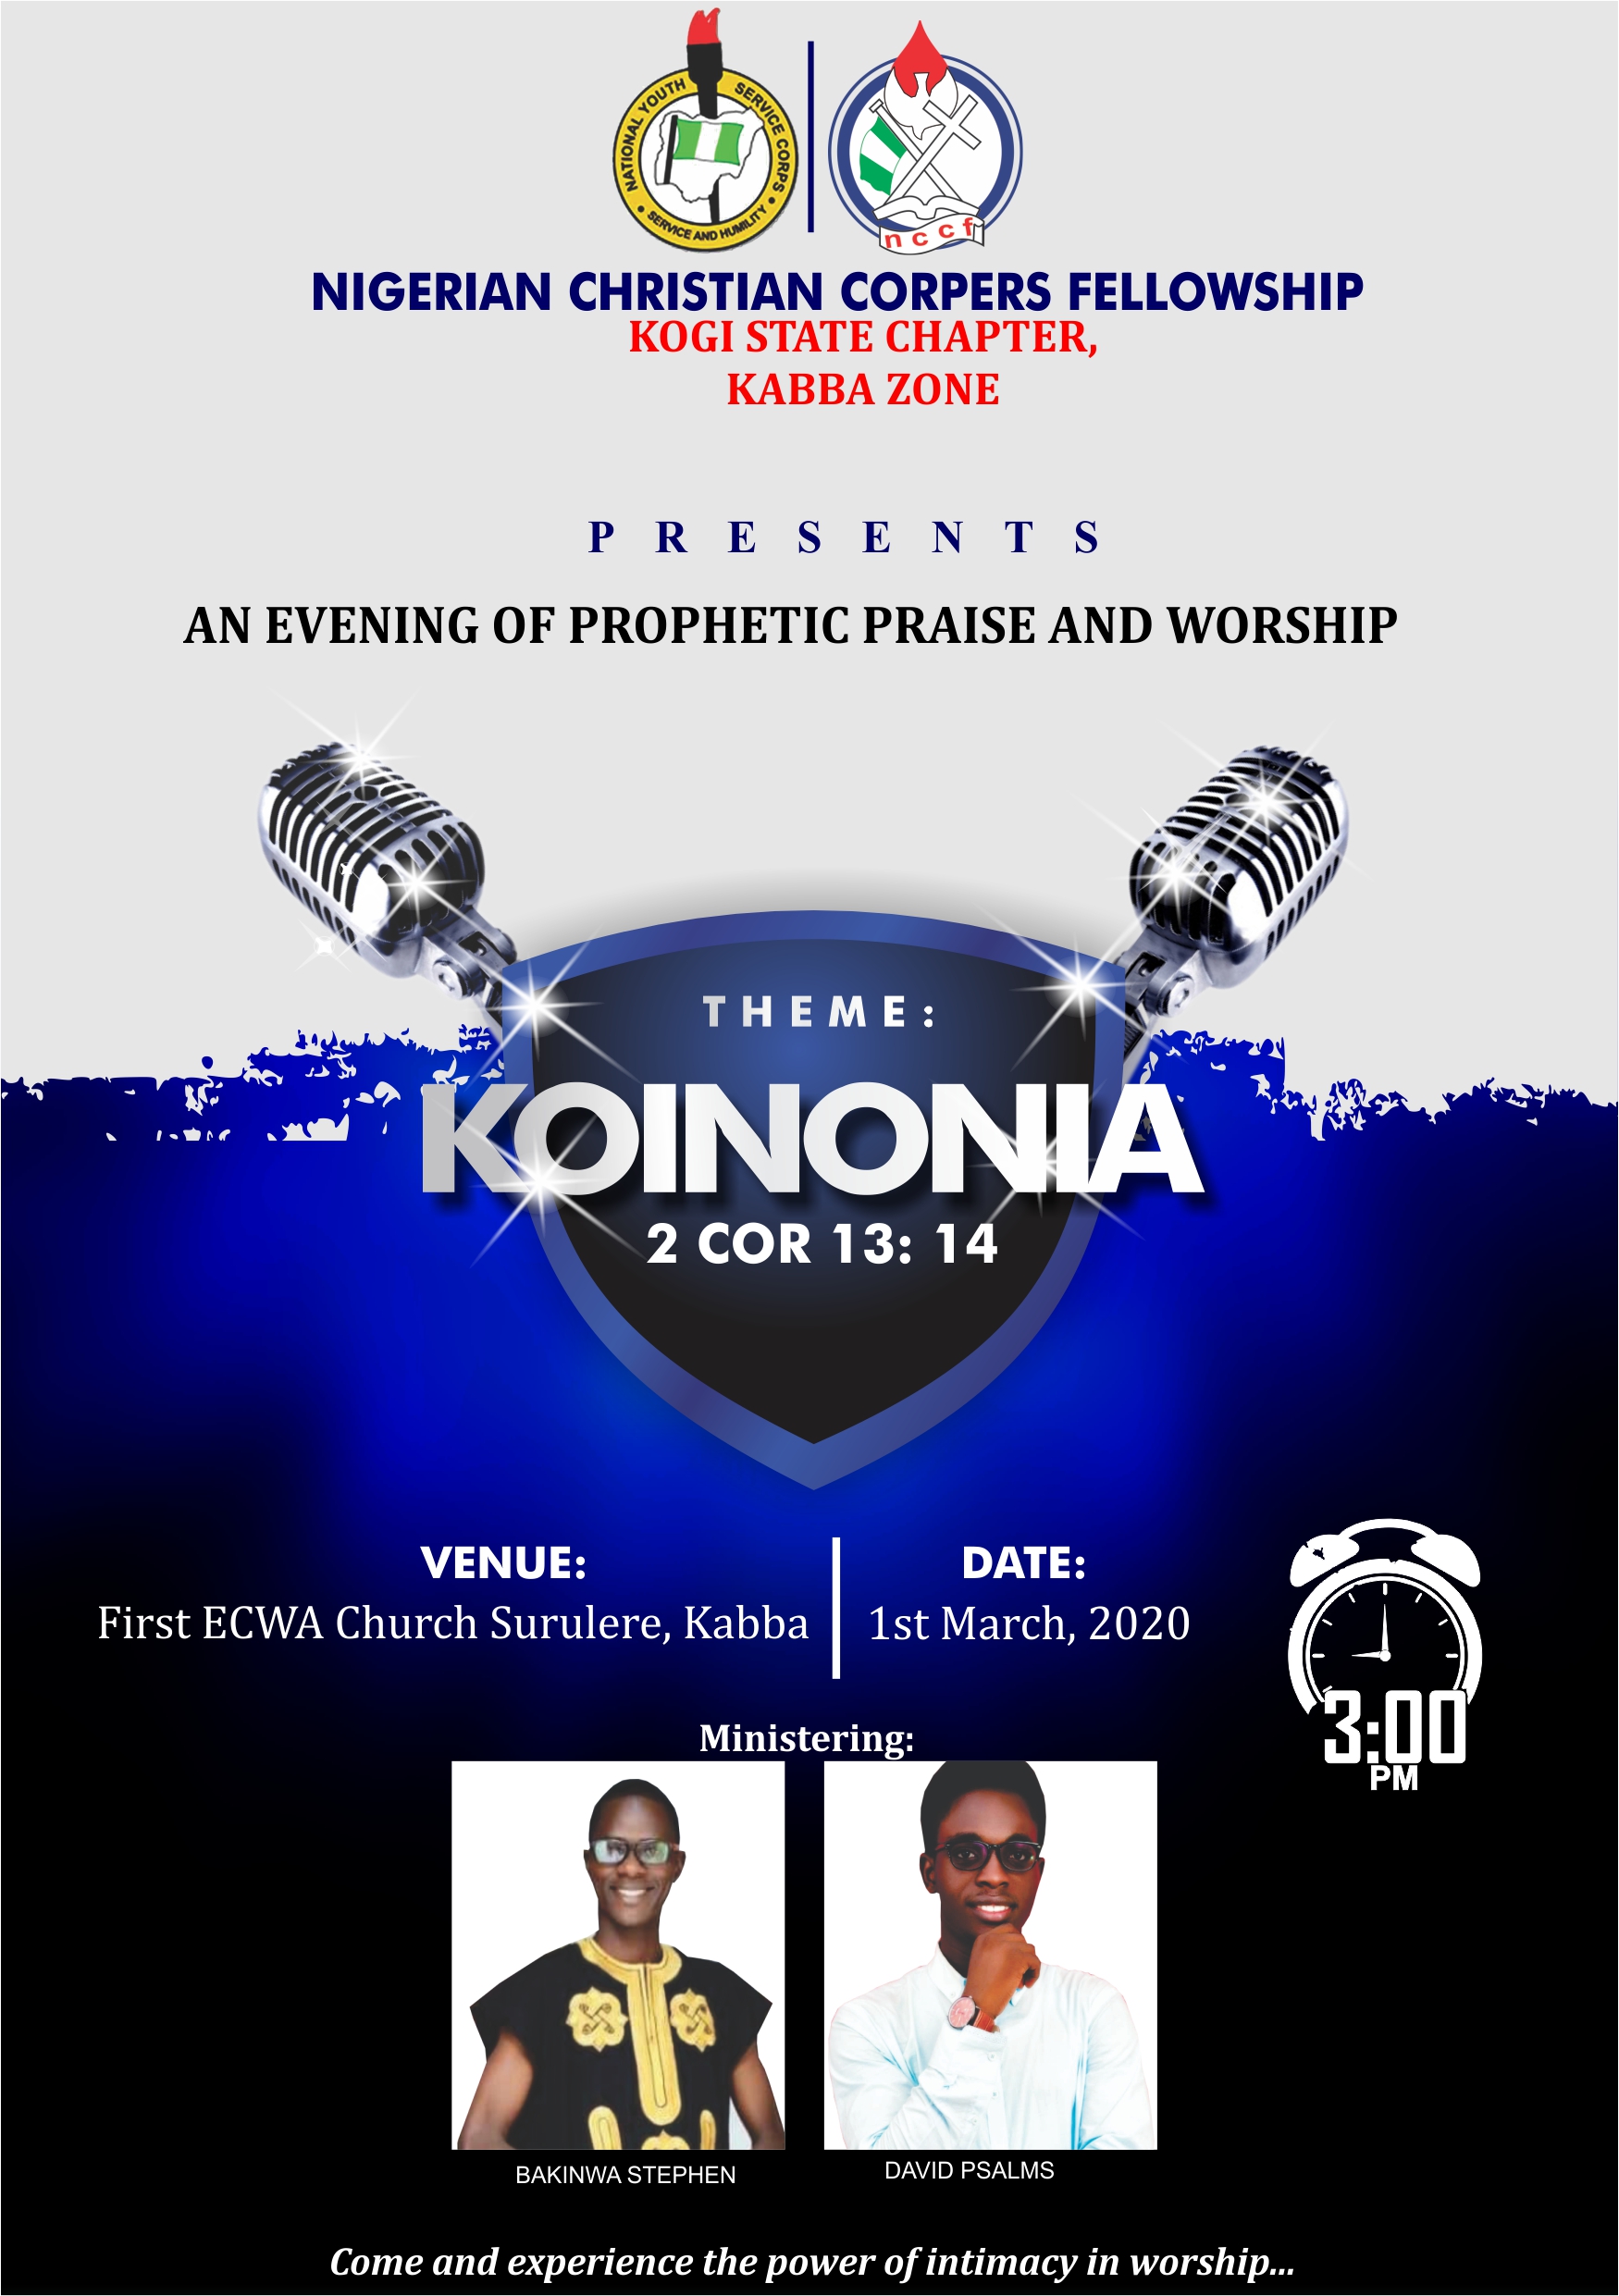 NATIONAL YOUTH SERVICE CORPS
SERVICE AND HUMILITY
nccf
NIGERIAN CHRISTIAN CORPERS FELLOWSHIP
KOGI STATE CHAPTER,
KABBA ZONE
PRESENTS
AN EVENING OF PROPHETIC PRAISE AND WORSHIP
THEME:
KOINONIA
2 COR 13: 14
VENUE:
First ECWA Church Surulere, Kabba
DATE:
1st March, 2020
3:00
PM
Ministering:
BAKINWA STEPHEN
DAVID PSALMS
Come and experience the power of intimacy in worship...